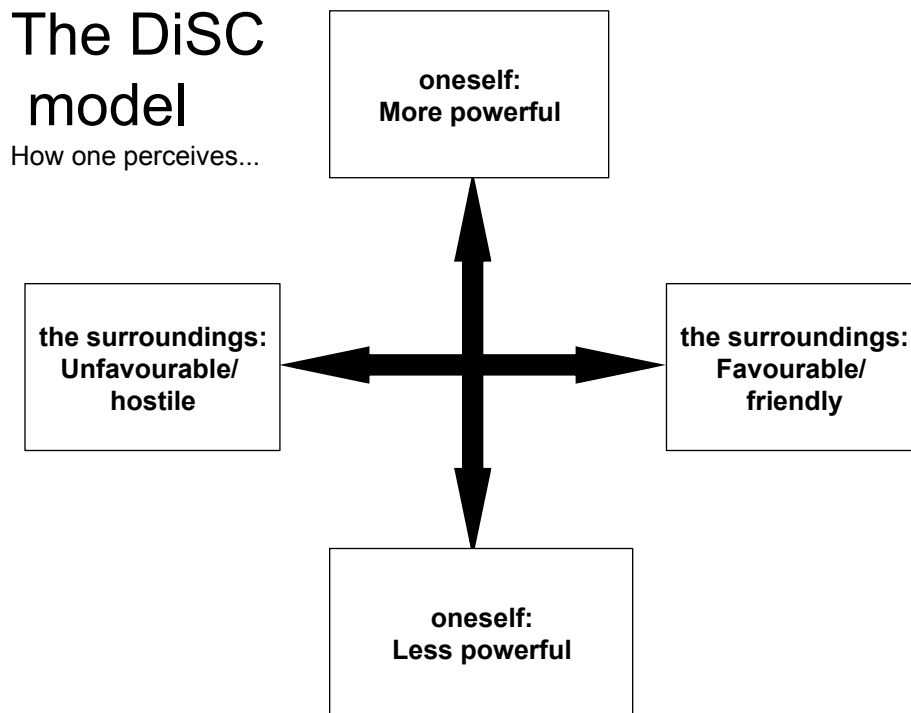 The DiSC
model
How one perceives...
oneself:
More powerful
the surroundings:
Unfavourable/
hostile
the surroundings:
Favourable/
friendly
oneself:
Less powerful